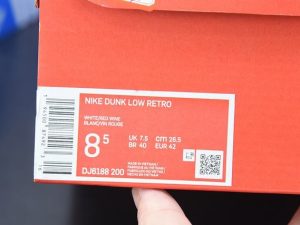 NIKE DUNK LOW RETRO
WHITE/RED WINE
BLANC/VIN ROUGE
8.5
UK 7.5 CM 26.5
BR 40 EUR 42
DJ6188 200
MADE IN VIETNAM /
FABRIQUE AU VIETNAM /